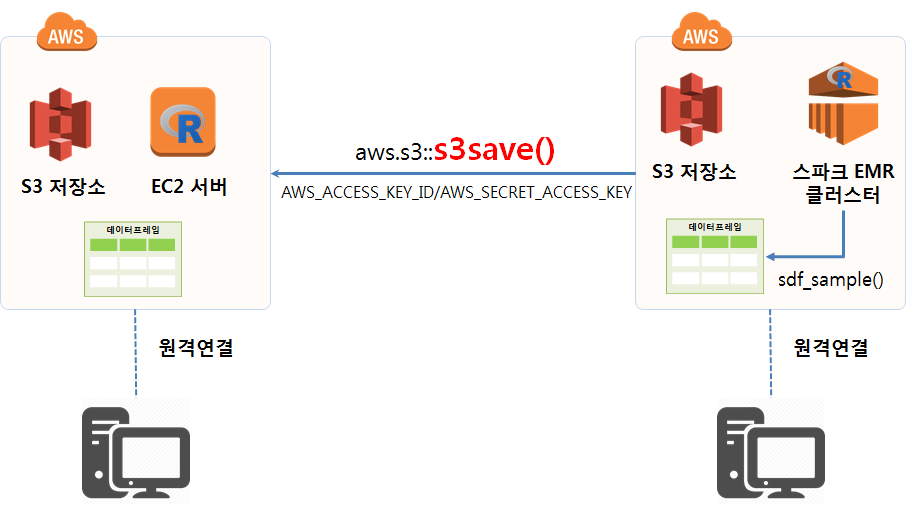 AWS
S3 저장소
R
EC2 서버
데이터프레임
원격연결
aws.s3::s3save()
AWS_ACCESS_KEY_ID/AWS_SECRET_ACCESS_KEY
AWS
S3 저장소
R
스파크 EMR
클러스터
데이터프레임
sdf_sample()
원격연결